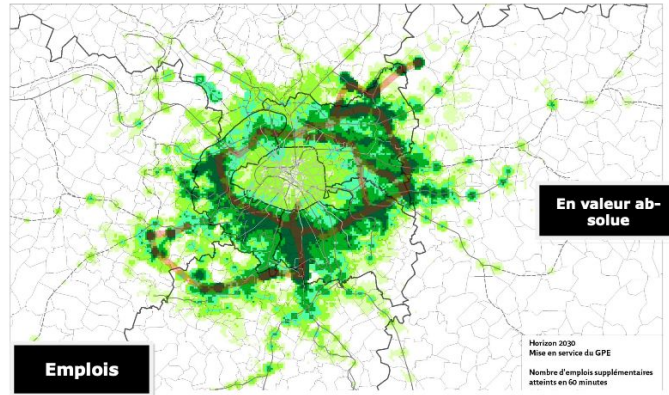 En valeur ab-
solue
Horizon 2030
Mise en service du GPE
Nombre d'emplois supplémentaires
atteints en 60 minutes
Emplois